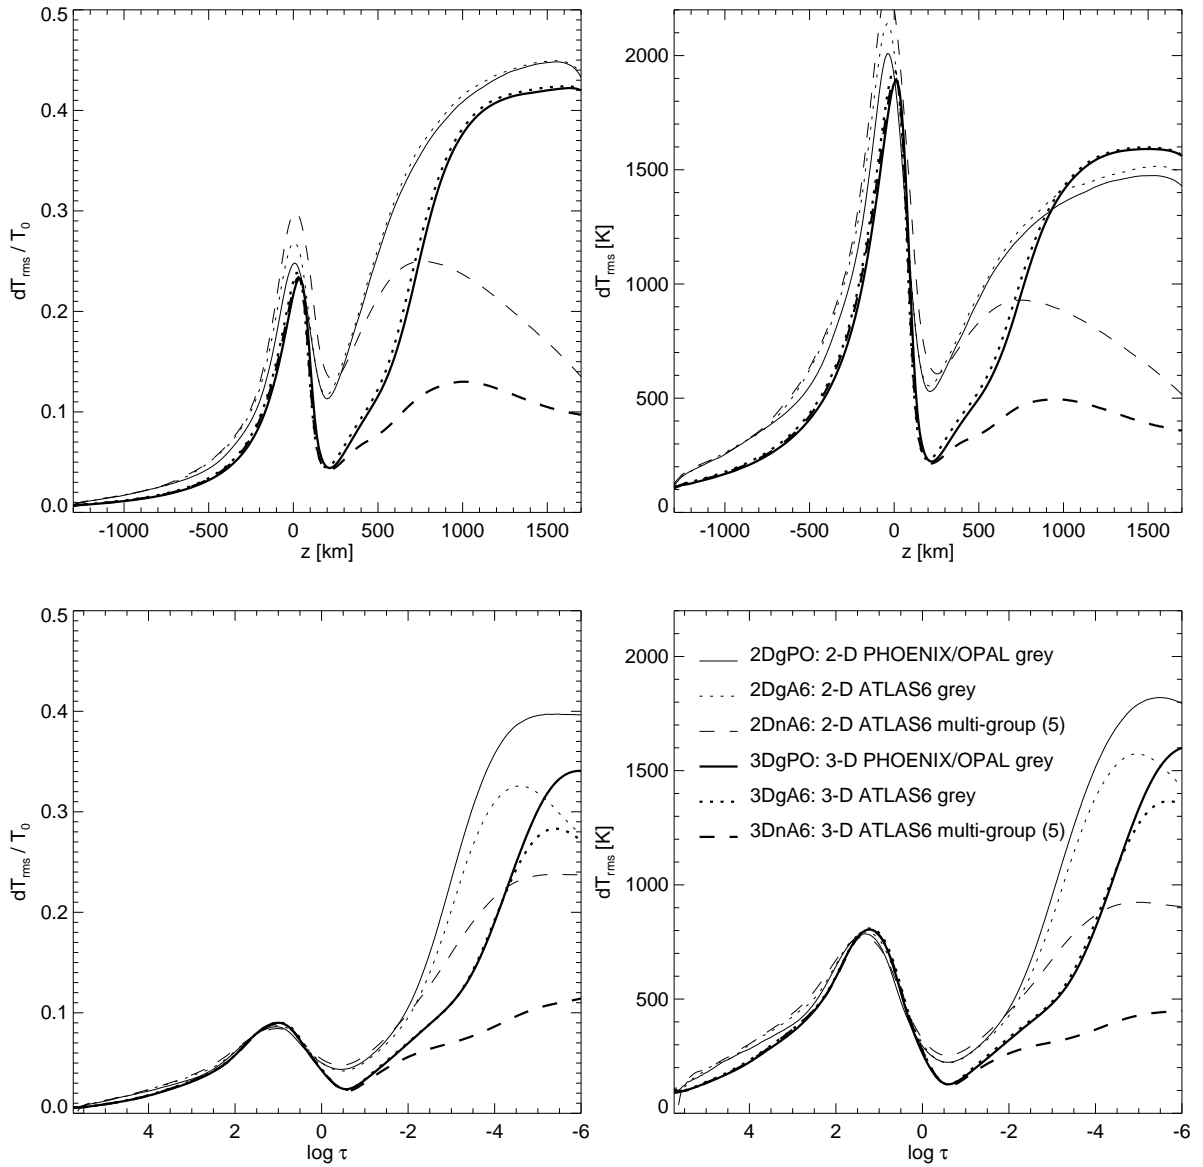 0.5
0.4
0.3
0.2
0.1
0.0
dT_rms / T_0
-1000 -500 0 500 1000 1500
z [km]
2000
1500
1000
500
0
dT_rms [K]
-1000 -500 0 500 1000 1500
z [km]
0.5
0.4
0.3
0.2
0.1
0.0
dT_rms / T_0
4 2 0 -2 -4 -6
log τ
2000
1500
1000
500
0
dT_rms [K]
2DgPO: 2-D PHOENIX/OPAL grey
2DgA6: 2-D ATLAS6 grey
2DnA6: 2-D ATLAS6 multi-group (5)
3DgPO: 3-D PHOENIX/OPAL grey
3DgA6: 3-D ATLAS6 grey
3DnA6: 3-D ATLAS6 multi-group (5)
4 2 0 -2 -4 -6
log τ